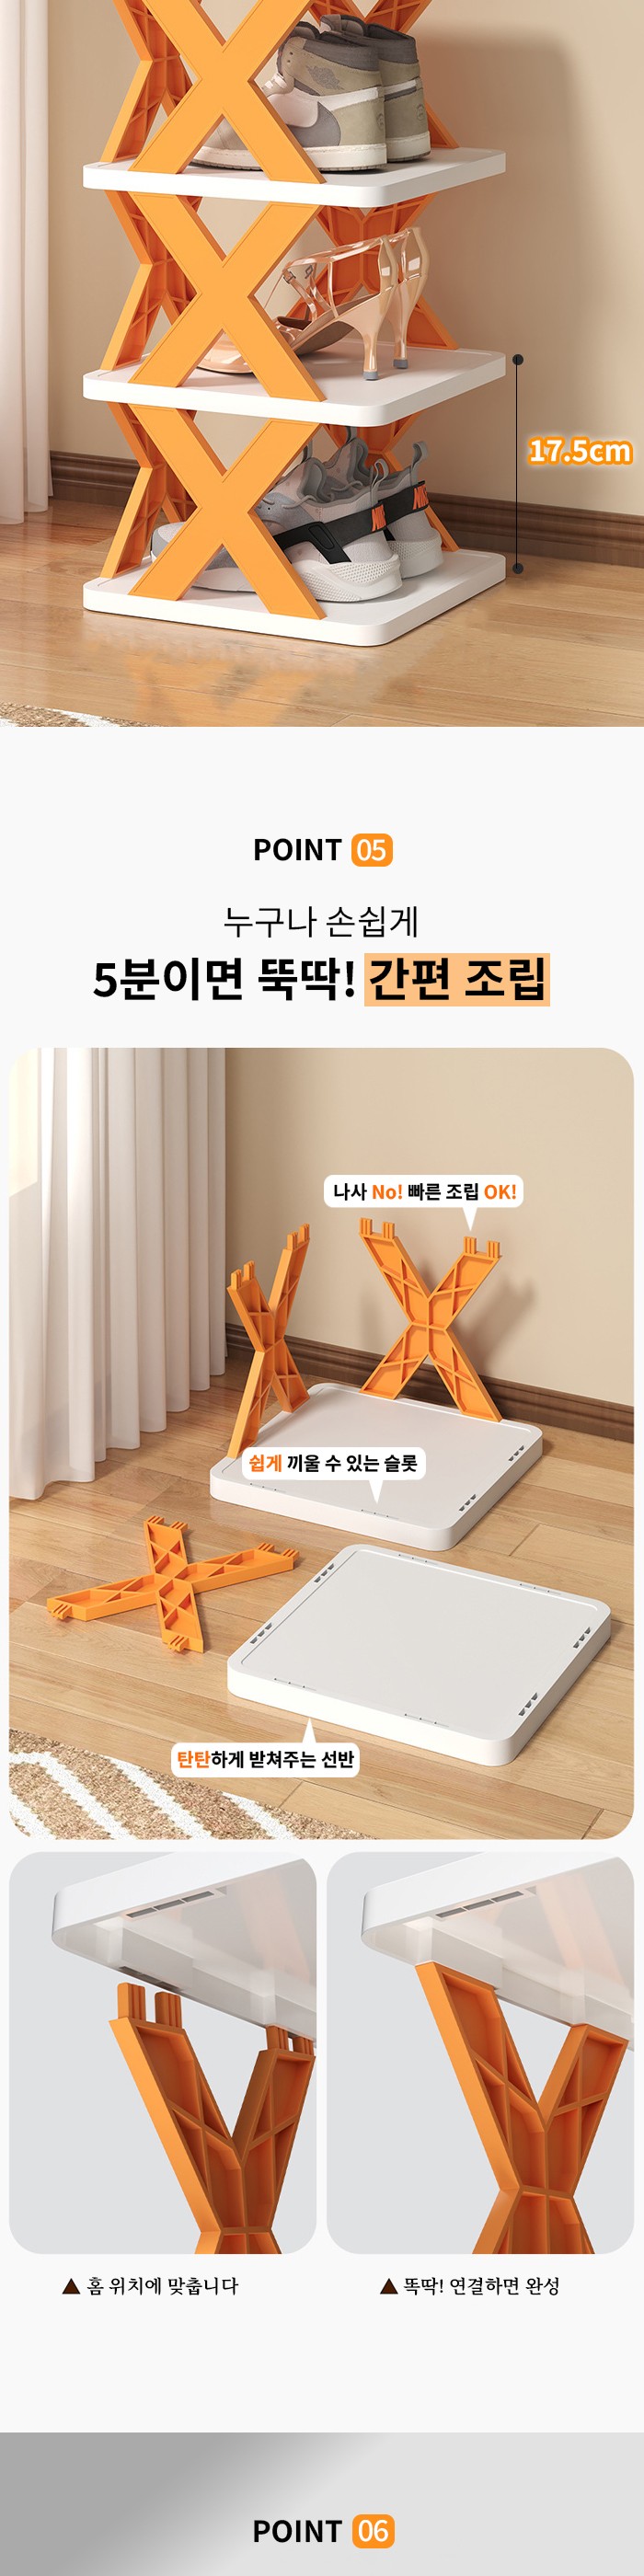 NIKE
17.5cm
POINT 05
누구나 손쉽게
5분이면 뚝딱! 간편 조립
나사 No! 빠른 조립 OK!
쉽게 끼울 수 있는 슬롯
탄탄하게 받쳐주는 선반
▲ 홈 위치에 맞춥니다
▲ 똑딱! 연결하면 완성
POINT 06